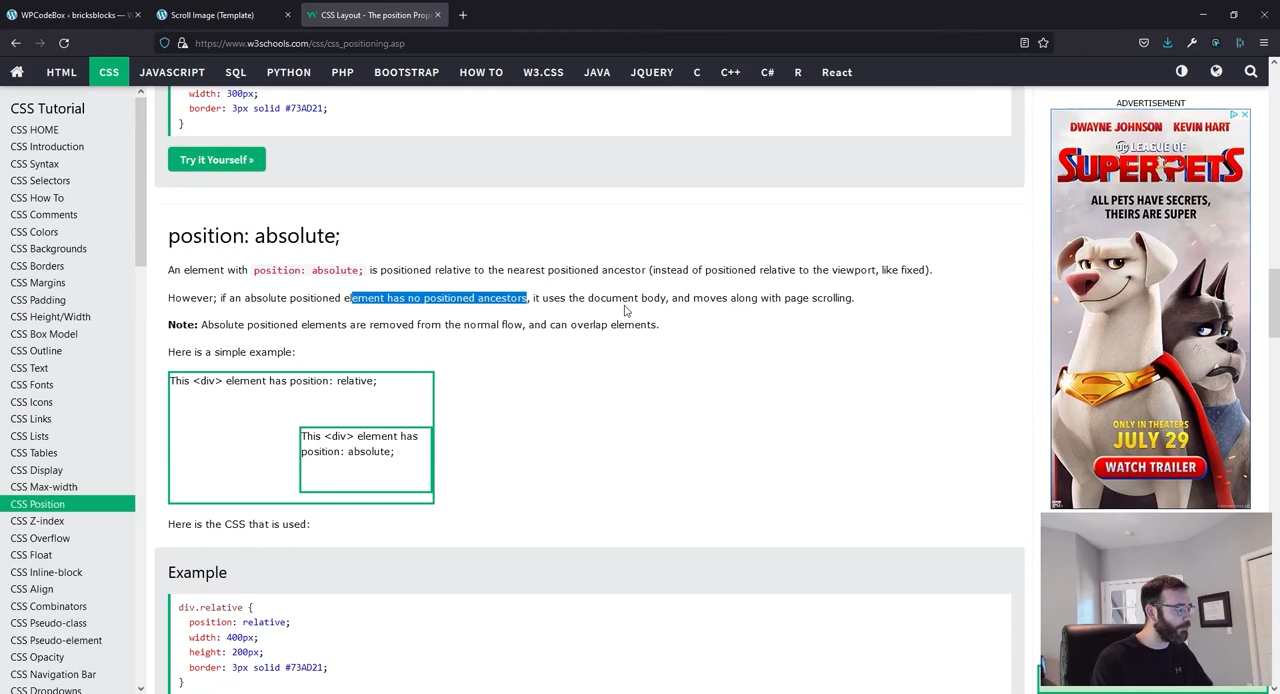 WPCodeBox ‹ bricksblocks — W
Scroll Image (Template)
CSS Layout - The position Prop
https://www.w3schools.com/css/css_positioning.asp
HTML CSS JAVASCRIPT SQL PYTHON PHP BOOTSTRAP HOW TO W3.CSS JAVA JQUERY C C++ C# R React
CSS Tutorial
CSS HOME
CSS Introduction
CSS Syntax
CSS Selectors
CSS How To
CSS Comments
CSS Colors
CSS Backgrounds
CSS Borders
CSS Margins
CSS Padding
CSS Height/Width
CSS Box Model
CSS Outline
CSS Text
CSS Fonts
CSS Icons
CSS Links
CSS Lists
CSS Tables
CSS Display
CSS Max-width
CSS Position
CSS Z-index
CSS Overflow
CSS Float
CSS Inline-block
CSS Align
CSS Combinators
CSS Pseudo-class
CSS Pseudo-element
CSS Opacity
CSS Navigation Bar
CSS Dropdowns
width: 300px;
border: 3px solid #73AD21;
}
Try it Yourself »
position: absolute;
An element with position: absolute; is positioned relative to the nearest positioned ancestor (instead of positioned relative to the viewport, like fixed).
However; if an absolute positioned element has no positioned ancestors, it uses the document body, and moves along with page scrolling.
Note: Absolute positioned elements are removed from the normal flow, and can overlap elements.
Here is a simple example:
This <div> element has position: relative;
This <div> element has
position: absolute;
Here is the CSS that is used:
Example
div.relative {
position: relative;
width: 400px;
height: 200px;
border: 3px solid #73AD21;
}
ADVERTISEMENT
DWAYNE JOHNSON KEVIN HART
DC LEAGUE OF
SUPER-PETS
ALL PETS HAVE SECRETS,
THEIRS ARE SUPER
ONLY IN THEATERS
JULY 29
WATCH TRAILER